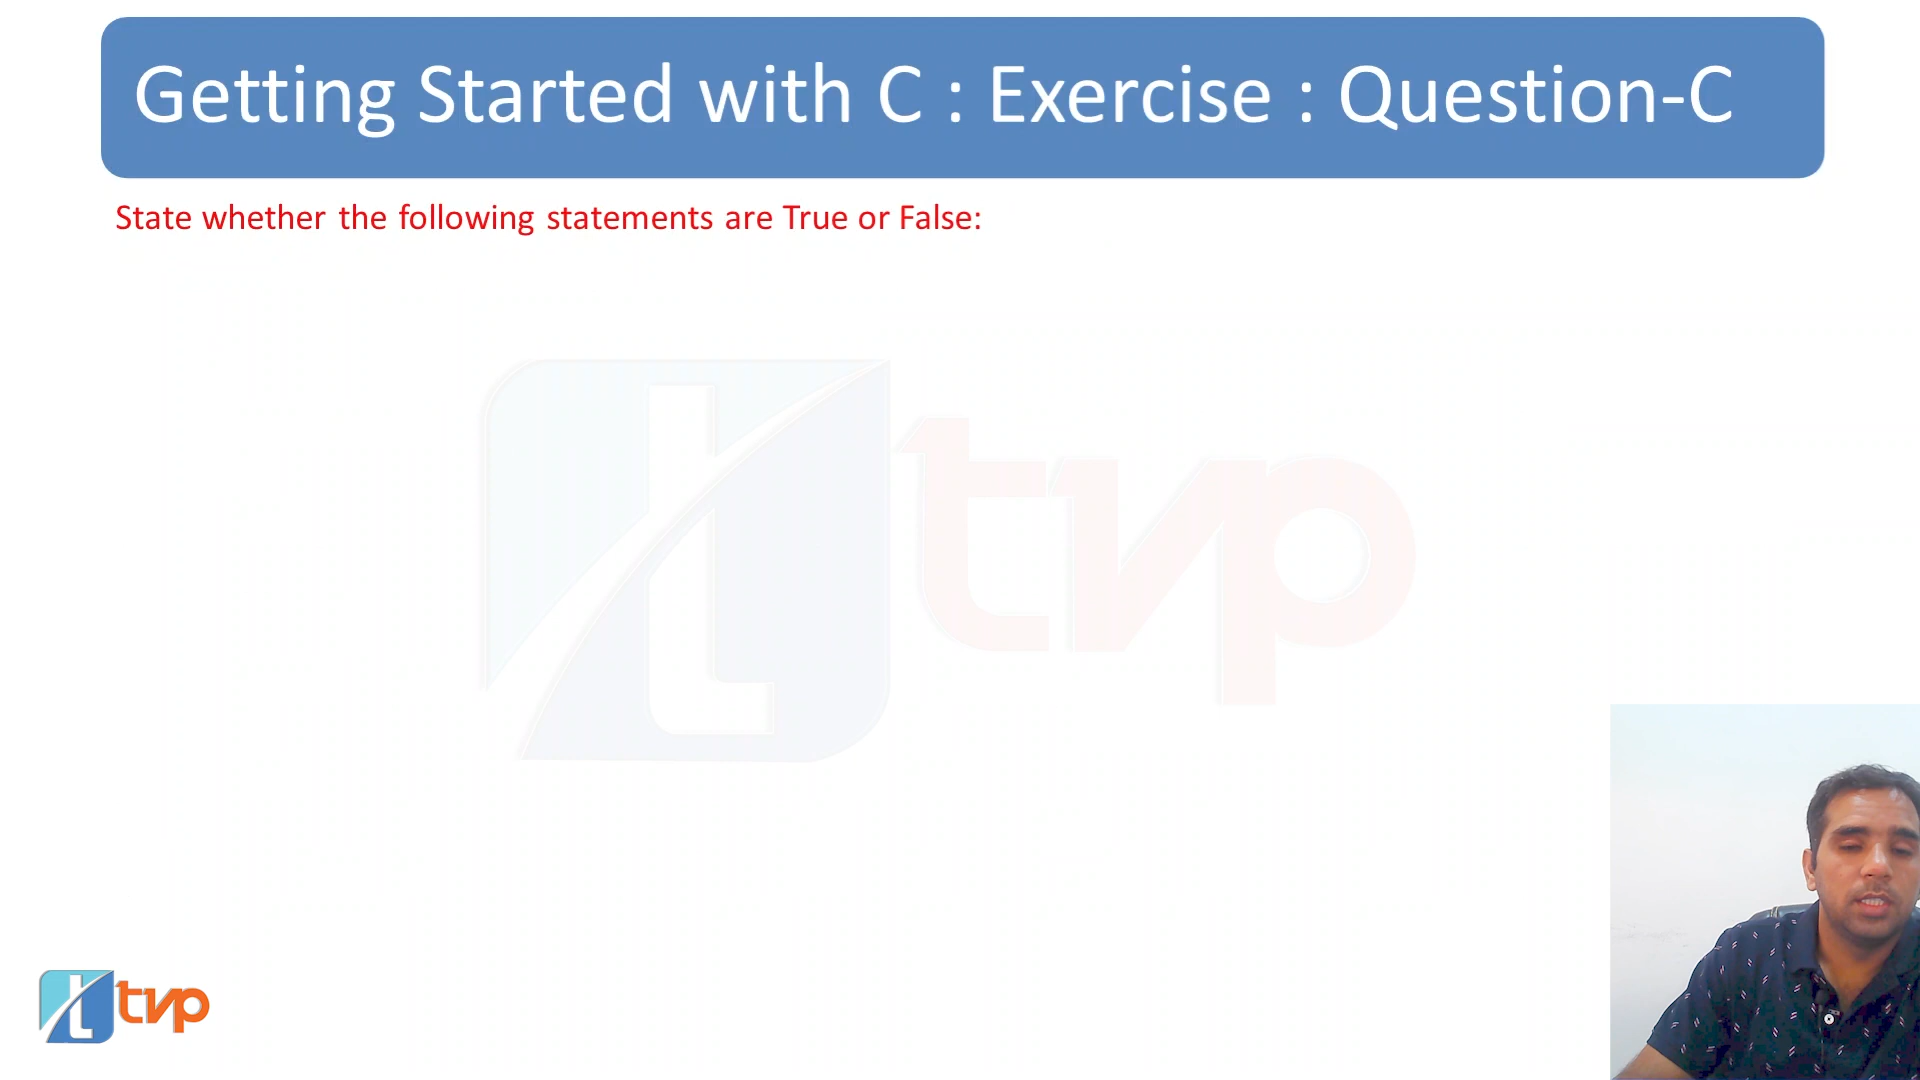 Getting Started with C : Exercise : Question-C
State whether the following statements are True or False:
tvp
tvp